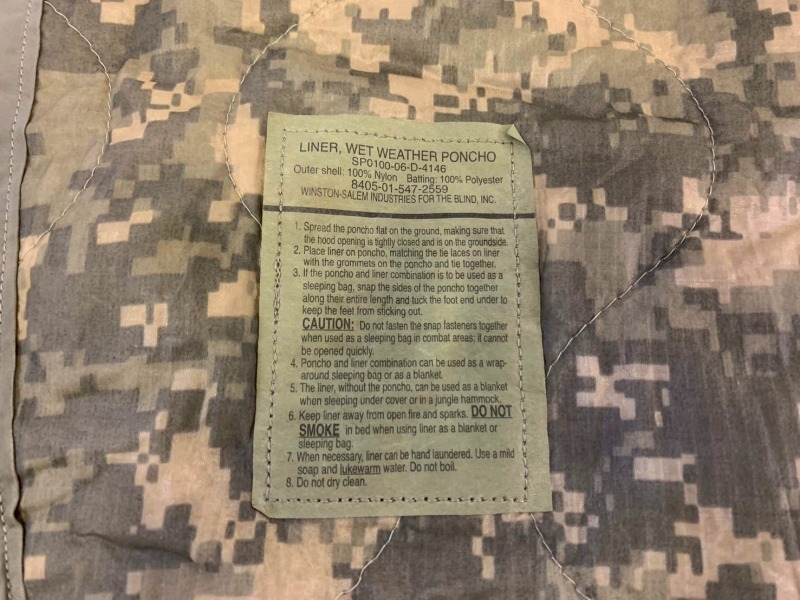 LINER, WET WEATHER PONCHO
SP0100-06-D-4146
Outer shell: 100% Nylon Batting: 100% Polyester
8405-01-547-2559
WINSTON-SALEM INDUSTRIES FOR THE BLIND, INC.
1. Spread the poncho flat on the ground, making sure that
the hood opening is tightly closed and is on the groundside.
2. Place liner on poncho, matching the tie laces on liner
with the grommets on the poncho and tie together.
3. If the poncho and liner combination is to be used as a
sleeping bag, snap the sides of the poncho together
along their entire length and tuck the foot end under to
keep the feet from sticking out.
CAUTION: Do not fasten the snap fasteners together
when used as a sleeping bag in combat areas; it cannot
be opened quickly.
4. Poncho and liner combination can be used as a wrap-
around sleeping bag or as a blanket.
5. The liner, without the poncho, can be used as a blanket
when sleeping under cover or in a jungle hammock.
6. Keep liner away from open fire and sparks. DO NOT
SMOKE in bed when using liner as a blanket or
sleeping bag.
7. When necessary, liner can be hand laundered. Use a mild
soap and lukewarm water. Do not boil.
8. Do not dry clean.